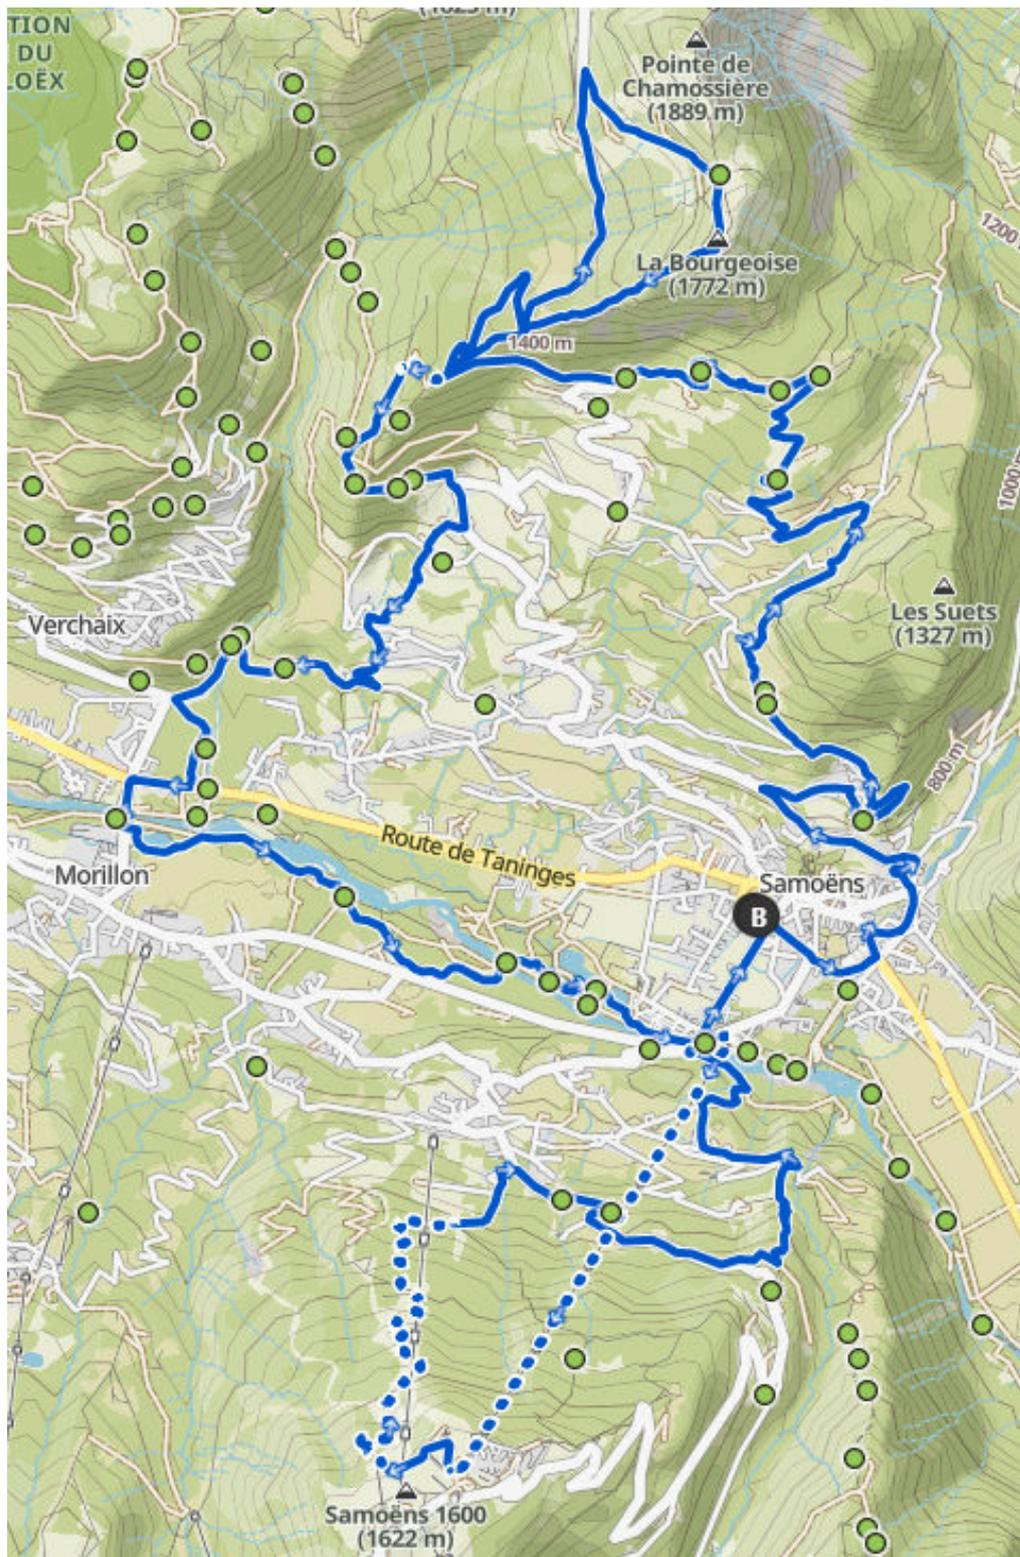 TION
DU
LOËX
Pointe de
Chamossière
(1889 m)
1200
La Bourgeoise
(1772 m)
1400 m
1000
Verchaix
Les Suets
(1327 m)
800 m
Route de Taninges
Morillon
Samoëns
B
Samoëns 1600
(1622 m)